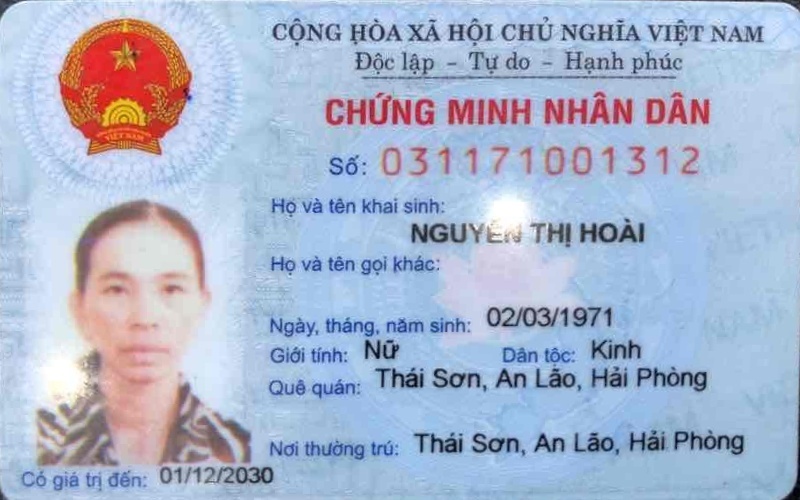 CỘNG HÒA XÃ HỘI CHỦ NGHĨA VIỆT NAM
Độc lập - Tự do - Hạnh phúc
CHỨNG MINH NHÂN DÂN
Số: 031171001312
Họ và tên khai sinh:
NGUYỄN THỊ HOÀI
Họ và tên gọi khác:
Ngày, tháng, năm sinh: 02/03/1971
Giới tính: Nữ Dân tộc: Kinh
Quê quán: Thái Sơn, An Lão, Hải Phòng
Nơi thường trú: Thái Sơn, An Lão, Hải Phòng
Có giá trị đến: 01/12/2030
VIỆT NAM